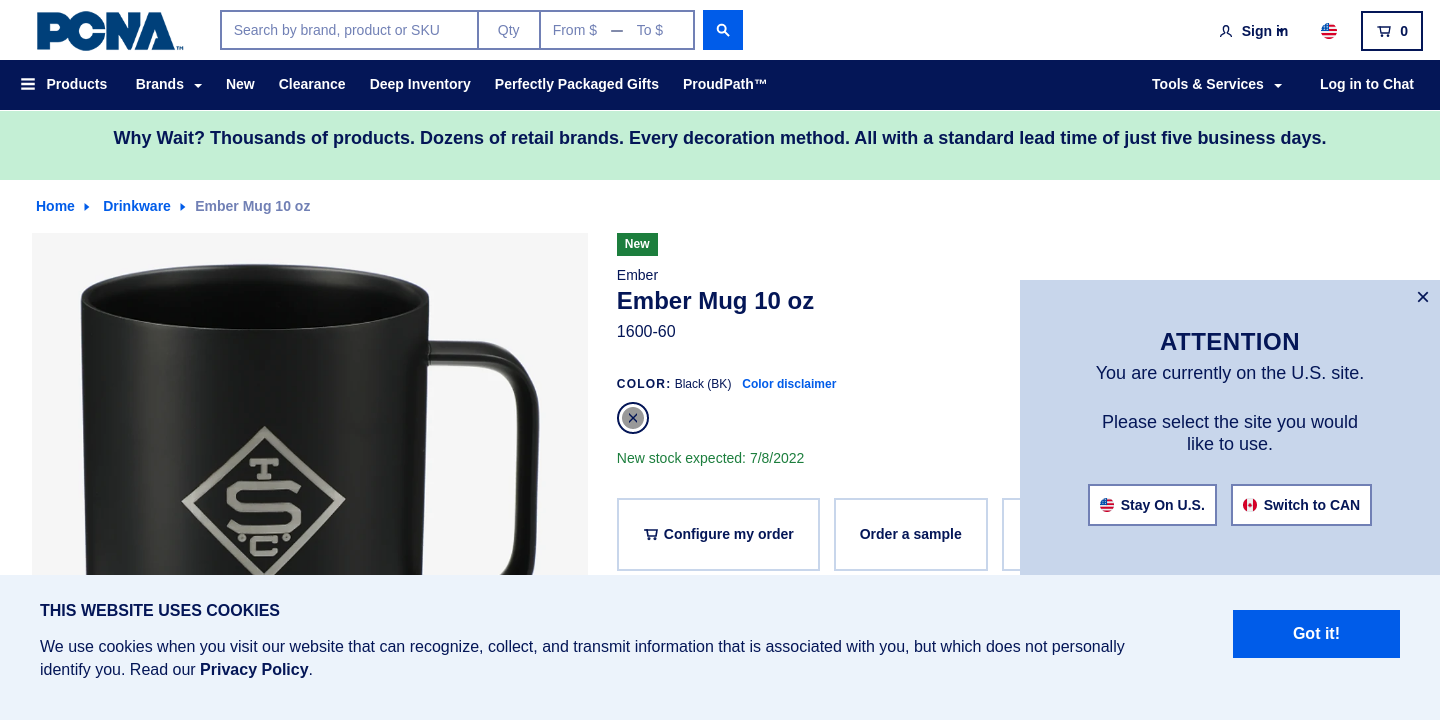 PCNA™
Search by brand, product or SKU
Qty
From $ — To $
Sign in
0
Products
Brands
New
Clearance
Deep Inventory
Perfectly Packaged Gifts
ProudPath™
Tools & Services
Log in to Chat
Why Wait? Thousands of products. Dozens of retail brands. Every decoration method. All with a standard lead time of just five business days.
Home
Drinkware
Ember Mug 10 oz
New
Ember
Ember Mug 10 oz
1600-60
COLOR: Black (BK) Color disclaimer
New stock expected: 7/8/2022
Configure my order
Order a sample
T
S
C
×
ATTENTION
You are currently on the U.S. site.
Please select the site you would
like to use.
Stay On U.S.
Switch to CAN
THIS WEBSITE USES COOKIES
We use cookies when you visit our website that can recognize, collect, and transmit information that is associated with you, but which does not personally
identify you. Read our Privacy Policy.
Got it!